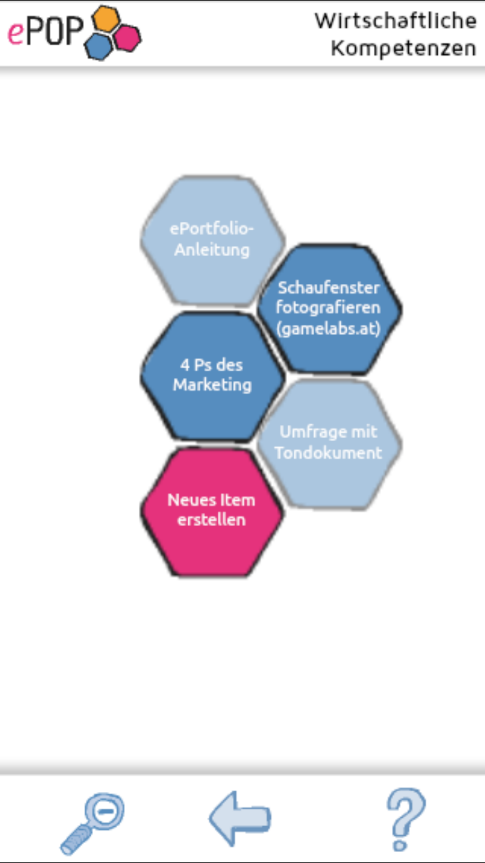 ePOP
Wirtschaftliche
Kompetenzen
ePortfolio-
Anleitung
Schaufenster
fotografieren
(gamelabs.at)
4 Ps des
Marketing
Umfrage mit
Tondokument
Neues Item
erstellen
?